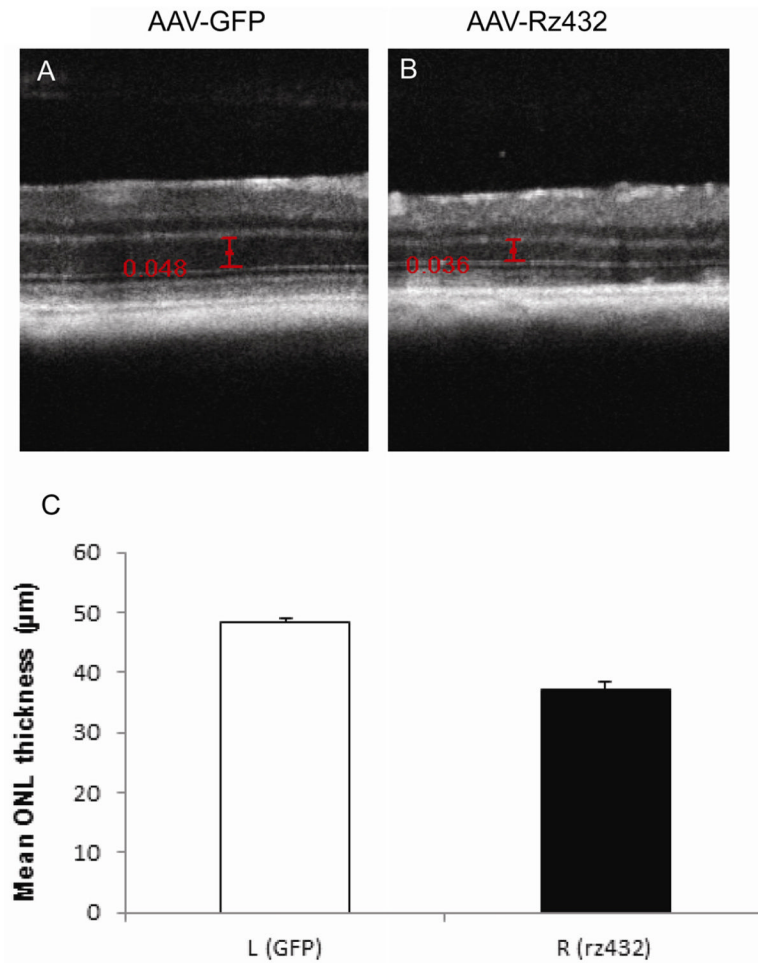 AAV-GFP
AAV-Rz432
A
B
0.048
0.036
C
Mean ONL thickness (µm)
60
50
40
30
20
10
0
L (GFP)
R (rz432)